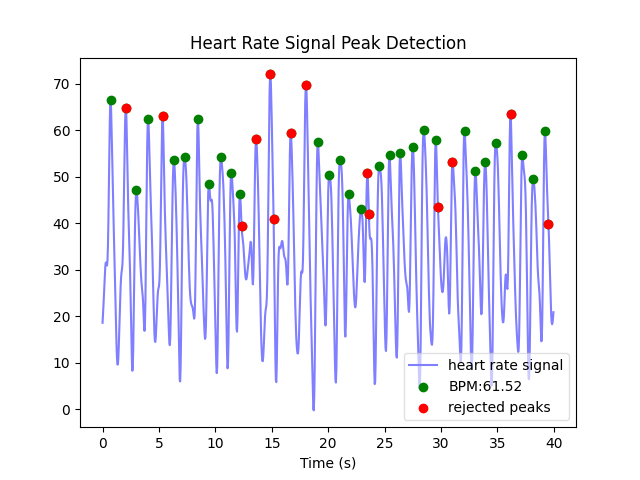 Heart Rate Signal Peak Detection
70
60
50
40
30
20
10
0
heart rate signal
BPM:61.52
rejected peaks
0 5 10 15 20 25 30 35 40
Time (s)